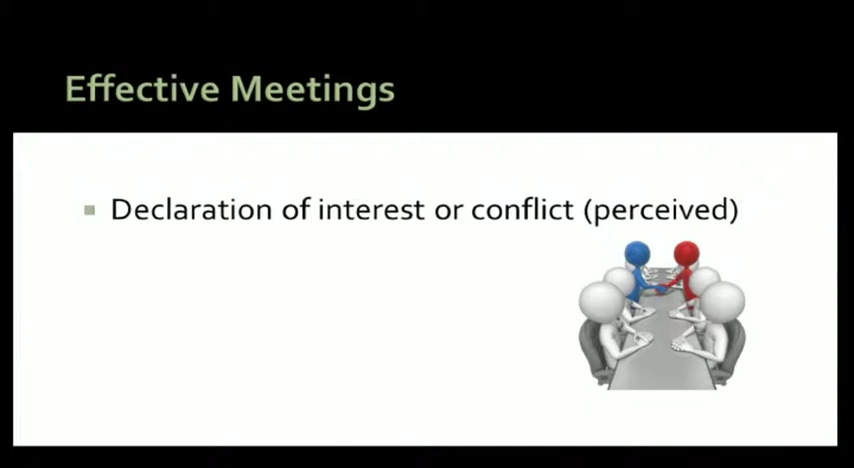 Effective Meetings
Declaration of interest or conflict (perceived)